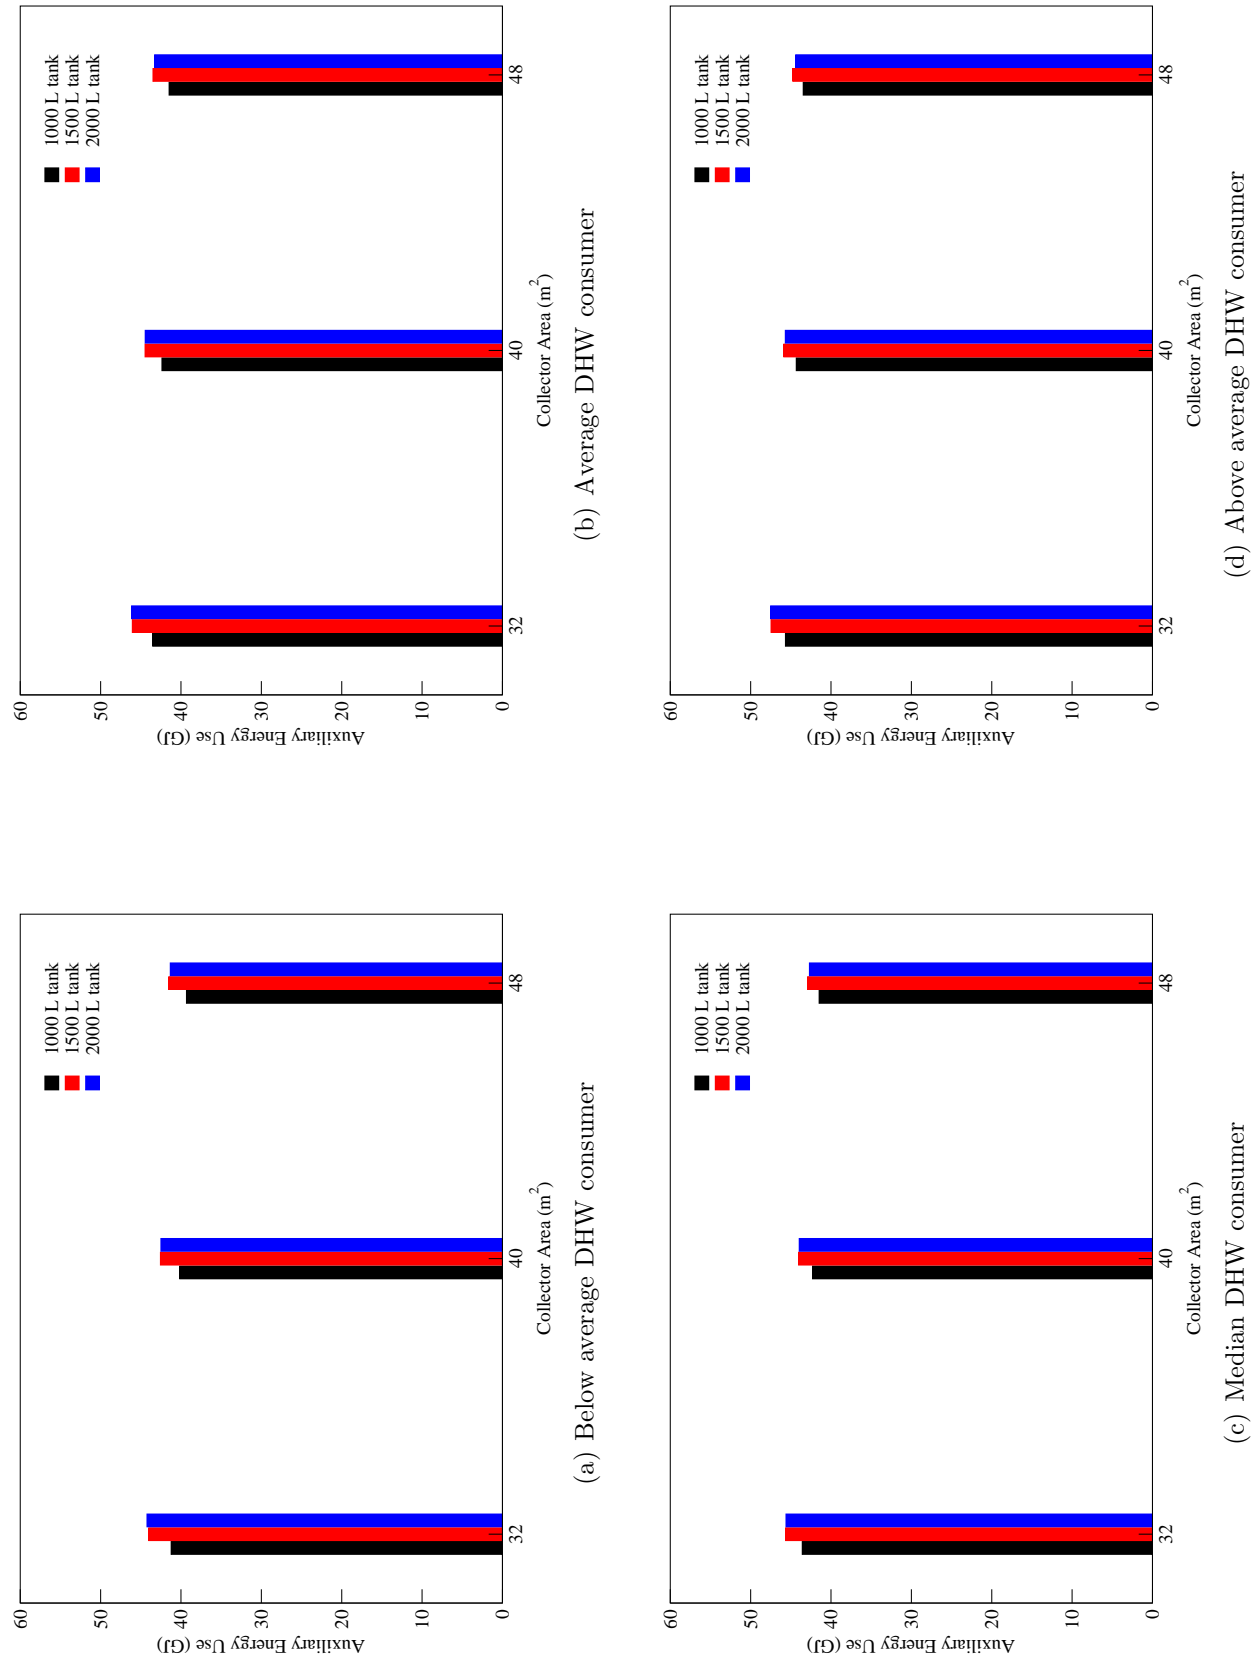 60
50
40
30
20
10
0
Auxiliary Energy Use (GJ)
1000 L tank
1500 L tank
2000 L tank
32
40
48
Collector Area (m²)
(a) Below average DHW consumer
60
50
40
30
20
10
0
Auxiliary Energy Use (GJ)
1000 L tank
1500 L tank
2000 L tank
32
40
48
Collector Area (m²)
(b) Average DHW consumer
60
50
40
30
20
10
0
Auxiliary Energy Use (GJ)
1000 L tank
1500 L tank
2000 L tank
32
40
48
Collector Area (m²)
(c) Median DHW consumer
60
50
40
30
20
10
0
Auxiliary Energy Use (GJ)
1000 L tank
1500 L tank
2000 L tank
32
40
48
Collector Area (m²)
(d) Above average DHW consumer